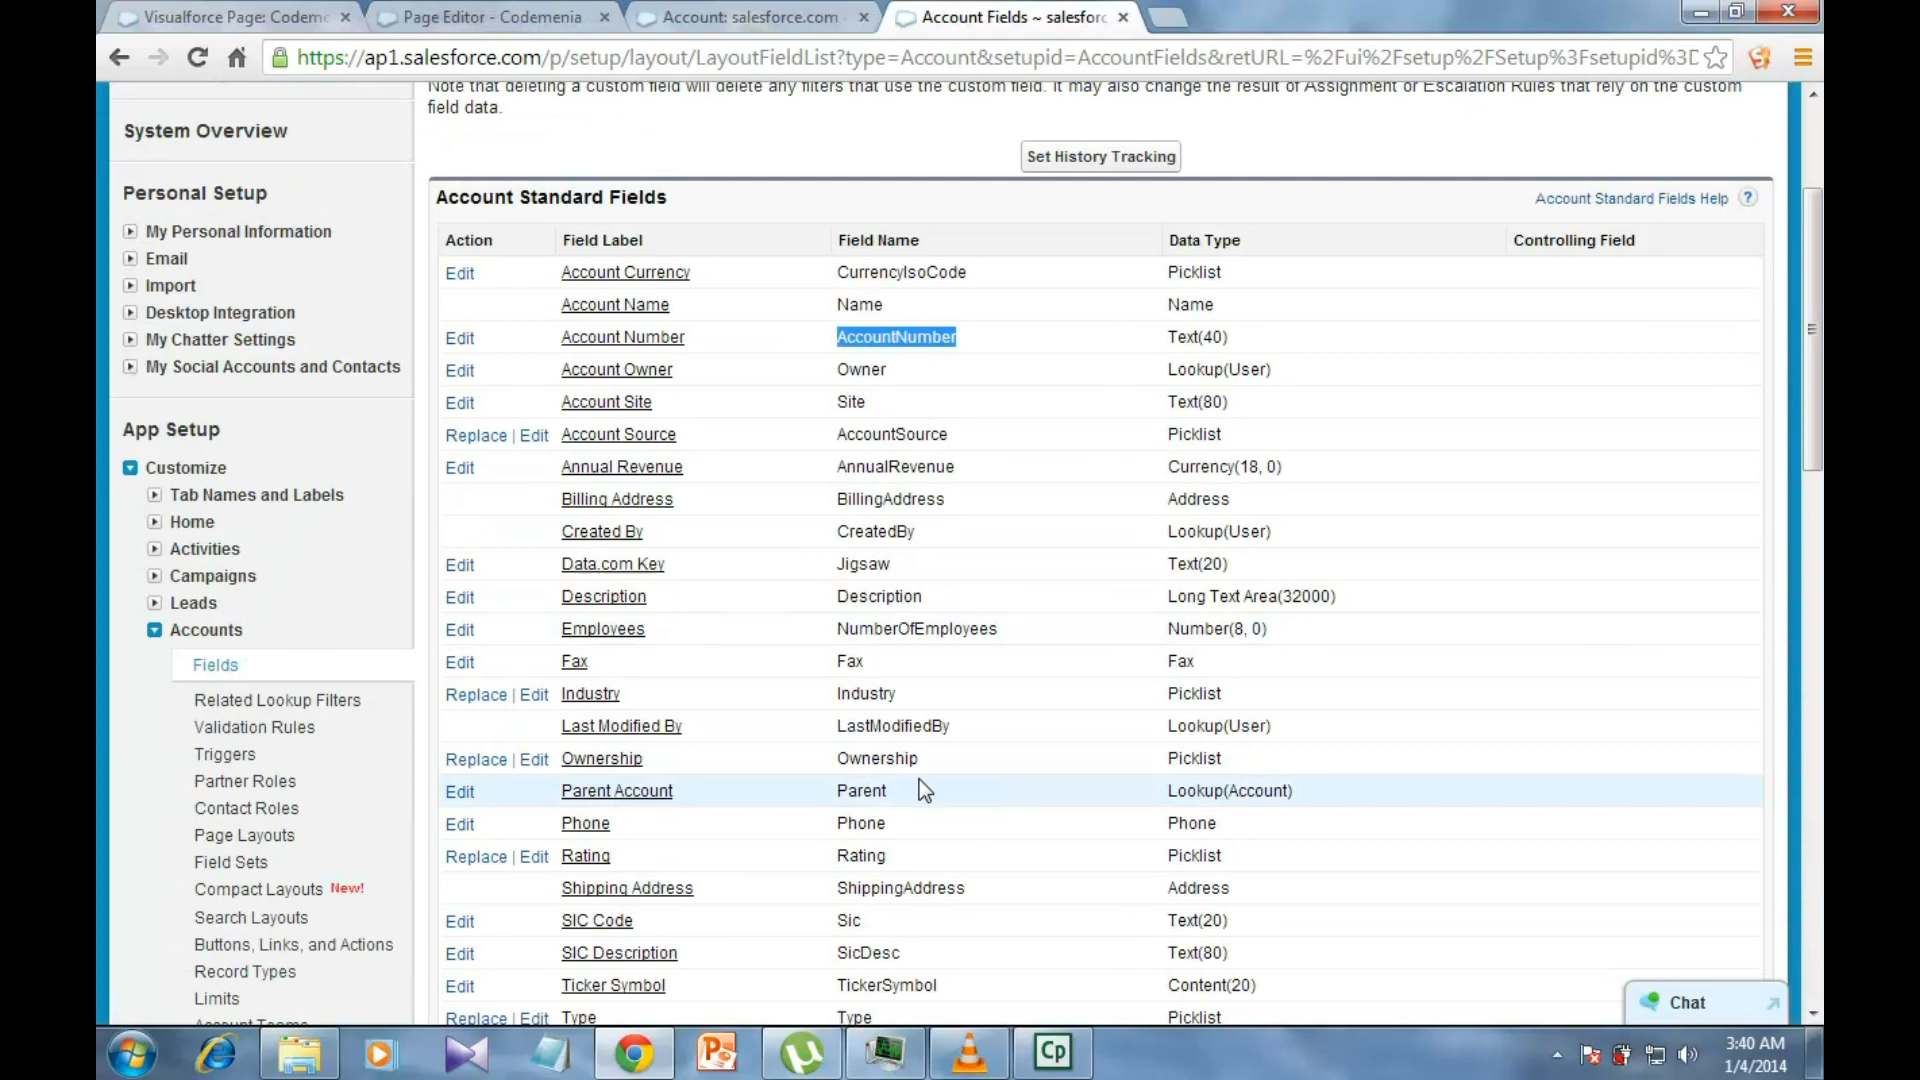 Visualforce Page: Codeme
Page Editor - Codemenia
Account: salesforce.com
Account Fields ~ salesforc
https://ap1.salesforce.com/p/setup/layout/LayoutFieldList?type=Account&setupid=AccountFields&retURL=%2Fui%2Fsetup%2FSetup%3Fsetupid%3D
Note that deleting a custom field will delete any filters that use the custom field. It may also change the result of Assignment or Escalation Rules that rely on the custom
field data.
System Overview
Personal Setup
My Personal Information
Email
Import
Desktop Integration
My Chatter Settings
My Social Accounts and Contacts
App Setup
Customize
Tab Names and Labels
Home
Activities
Campaigns
Leads
Accounts
Fields
Related Lookup Filters
Validation Rules
Triggers
Partner Roles
Contact Roles
Page Layouts
Field Sets
Compact Layouts New!
Search Layouts
Buttons, Links, and Actions
Record Types
Limits
Account Teams
Set History Tracking
Account Standard Fields
Account Standard Fields Help ?
Action Field Label Field Name Data Type Controlling Field
Edit Account Currency CurrencyIsoCode Picklist
Account Name Name Name
Edit Account Number AccountNumber Text(40)
Edit Account Owner Owner Lookup(User)
Edit Account Site Site Text(80)
Replace | Edit Account Source AccountSource Picklist
Edit Annual Revenue AnnualRevenue Currency(18, 0)
Billing Address BillingAddress Address
Created By CreatedBy Lookup(User)
Edit Data.com Key Jigsaw Text(20)
Edit Description Description Long Text Area(32000)
Edit Employees NumberOfEmployees Number(8, 0)
Edit Fax Fax Fax
Replace | Edit Industry Industry Picklist
Last Modified By LastModifiedBy Lookup(User)
Replace | Edit Ownership Ownership Picklist
Edit Parent Account Parent Lookup(Account)
Edit Phone Phone Phone
Replace | Edit Rating Rating Picklist
Shipping Address ShippingAddress Address
Edit SIC Code Sic Text(20)
Edit SIC Description SicDesc Text(80)
Edit Ticker Symbol TickerSymbol Content(20)
Replace | Edit Type Type Picklist
Chat
Cp
3:40 AM
1/4/2014